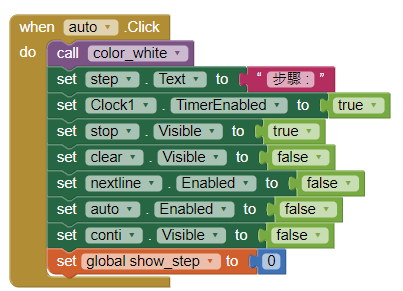 when auto .Click
do call color_white
set step . Text to “ 步驟： ”
set Clock1 . TimerEnabled to true
set stop . Visible to true
set clear . Visible to false
set nextline . Enabled to false
set auto . Enabled to false
set conti . Visible to false
set global show_step to 0